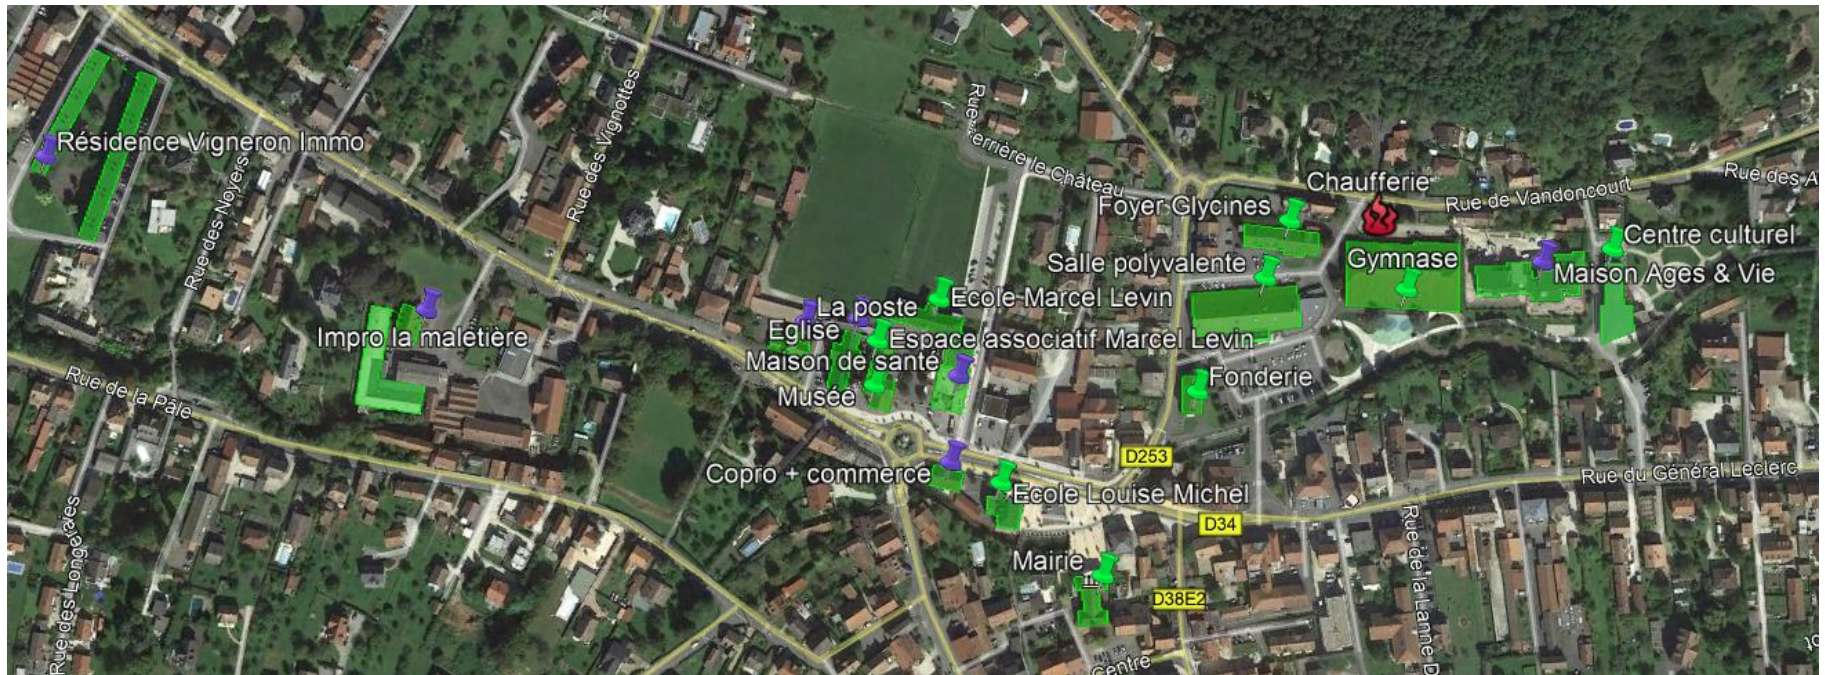 Résidence Vigneron Immo
Rue des Noyers
Rue des Vignottes
Rue
errière le Château
Chaufferie
Rue de Vandoncourt
Rue des A
Foyer Glycines
Centre culturel
Salle polyvalente
Gymnase
Maison Ages & Vie
La poste
Ecole Marcel Levin
Impro la maletière
Eglise
Espace associatif Marcel Levin
Maison de santé
Musée
Fonderie
Rue de la Pâle
D253
Copro + commerce
Ecole Louise Michel
Rue du Général Leclerc
D34
Rue des Longeraies
Mairie
D38E2
Rue de la Lanne D
Centre